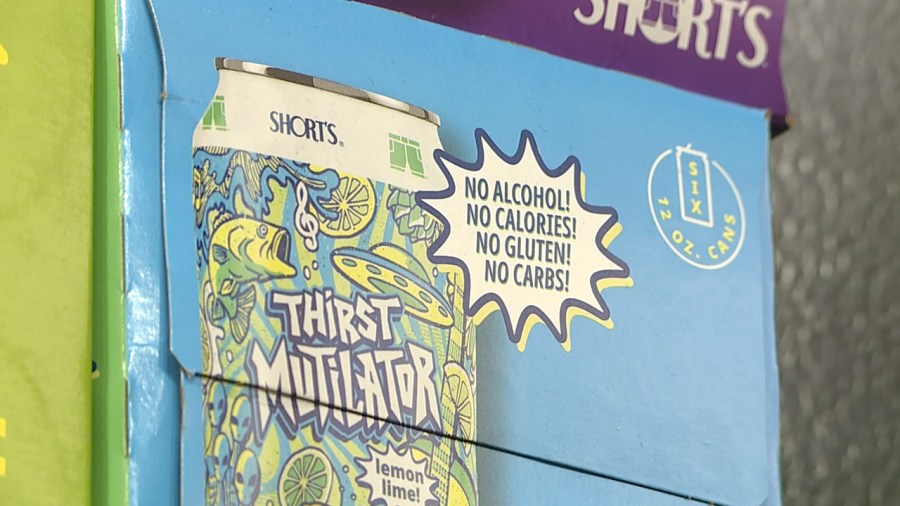 SHORT'S
SHORT'S
NO ALCOHOL!
NO CALORIES!
NO GLUTEN!
NO CARBS!
SIX
12 OZ. CANS
THIRST
MUTILATOR
lemon
lime!